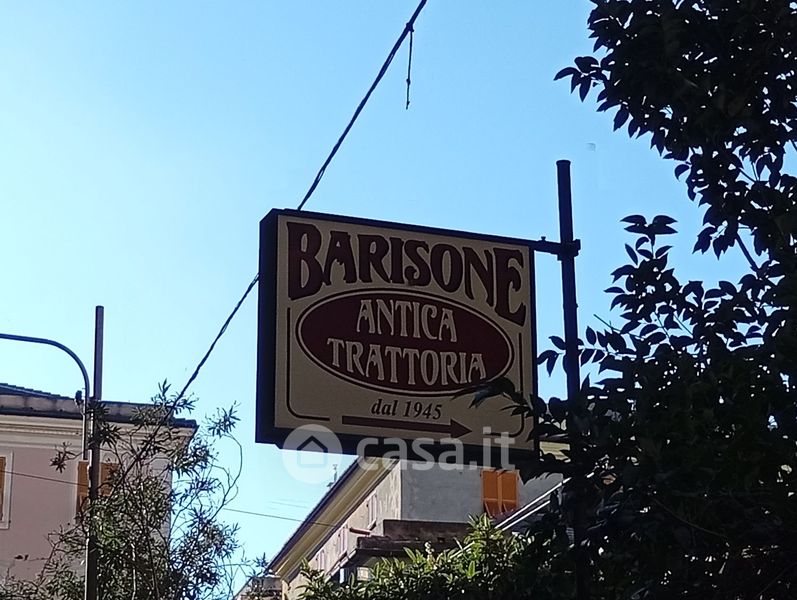 BARISONE
ANTICA
TRATTORIA
dal 1945
casa.it